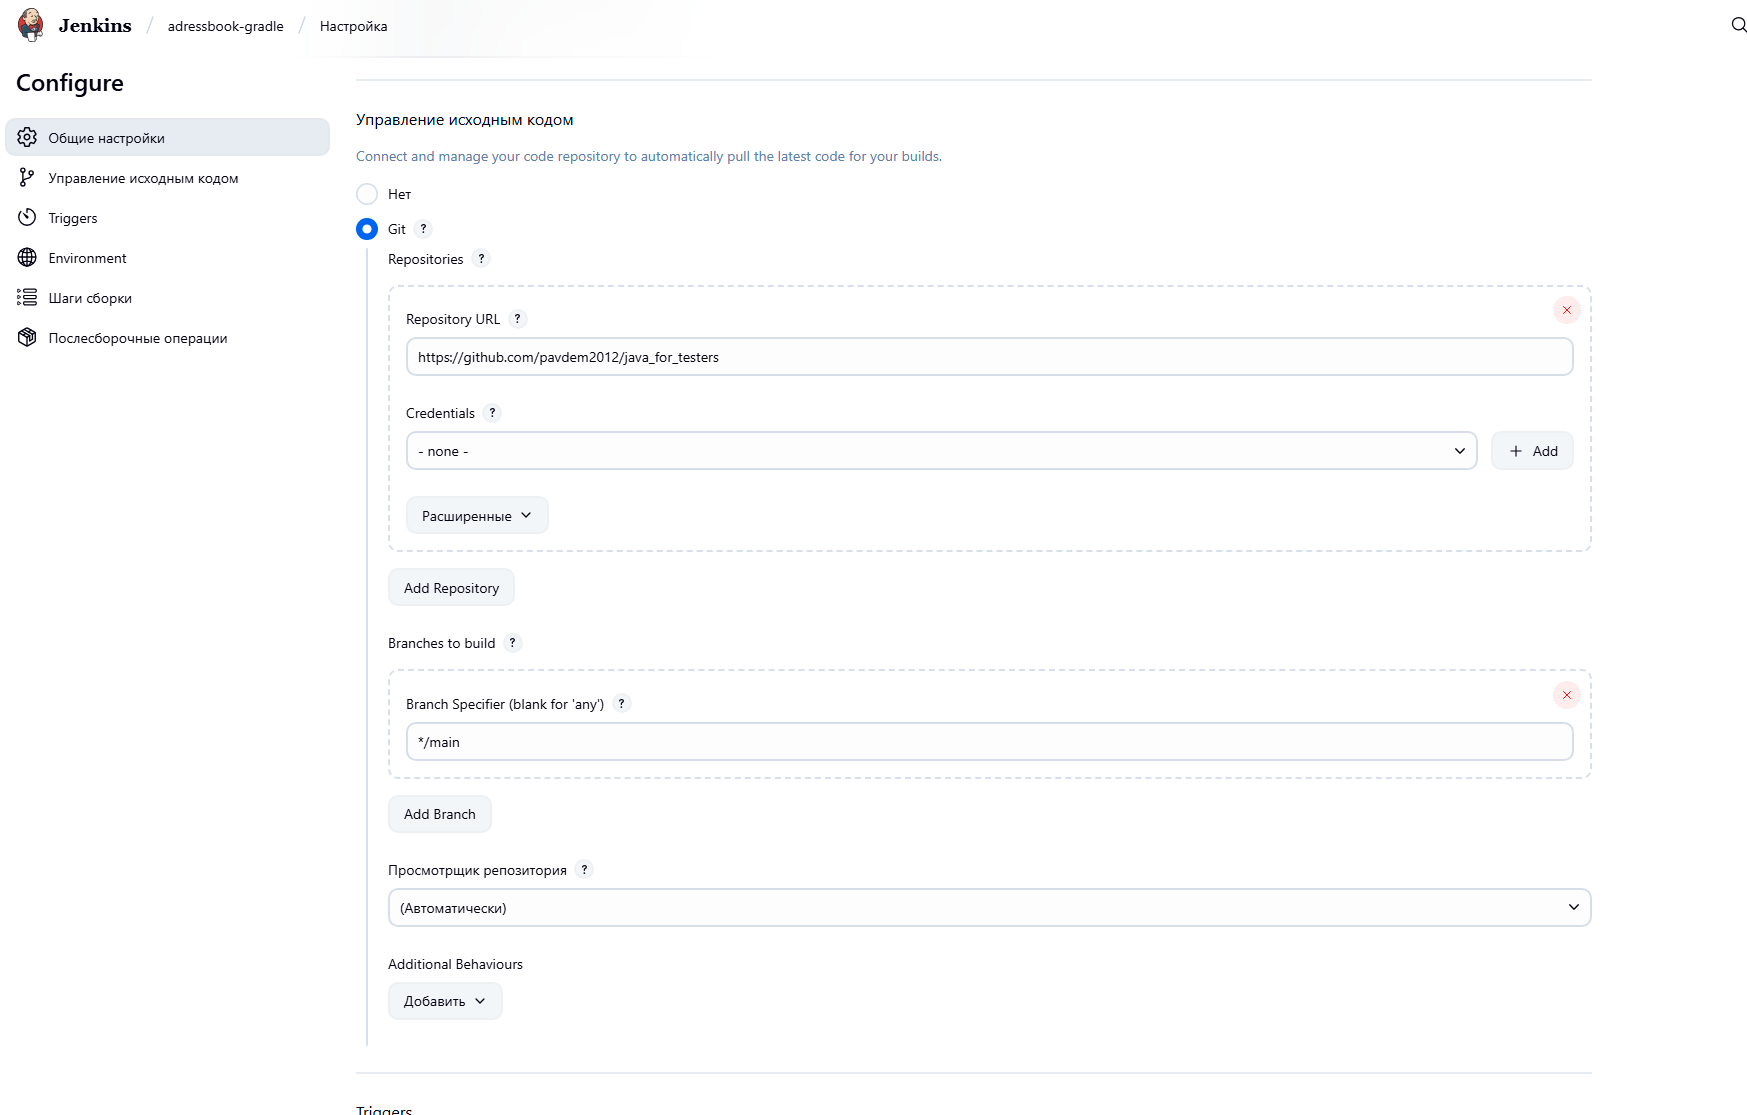 Jenkins / adressbook-gradle / Настройка
Configure
Общие настройки
Управление исходным кодом
Triggers
Environment
Шаги сборки
Послесборочные операции
Управление исходным кодом
Connect and manage your code repository to automatically pull the latest code for your builds.
Нет
Git ?
Repositories ?
Repository URL ?
https://github.com/pavdem2012/java_for_testers
Credentials ?
- none -
+ Add
Расширенные
Add Repository
Branches to build ?
Branch Specifier (blank for 'any') ?
*/main
Add Branch
Просмотрщик репозитория ?
(Автоматически)
Additional Behaviours
Добавить
Triggers